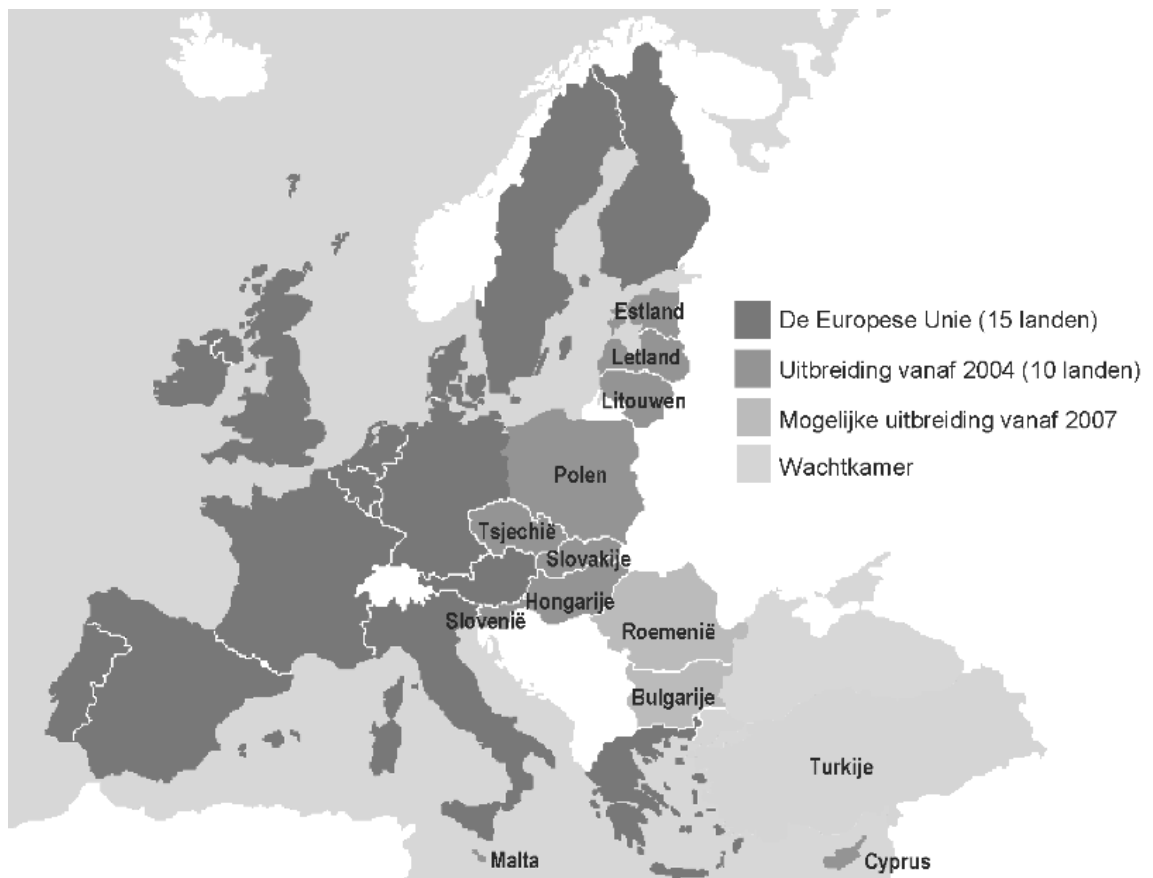 Estland
De Europese Unie (15 landen)
Letland
Uitbreiding vanaf 2004 (10 landen)
Litouwen
Mogelijke uitbreiding vanaf 2007
Wachtkamer
Polen
Tsjechië
Slovakije
Hongarije
Slovenië
Roemenië
Bulgarije
Turkije
Malta
Cyprus